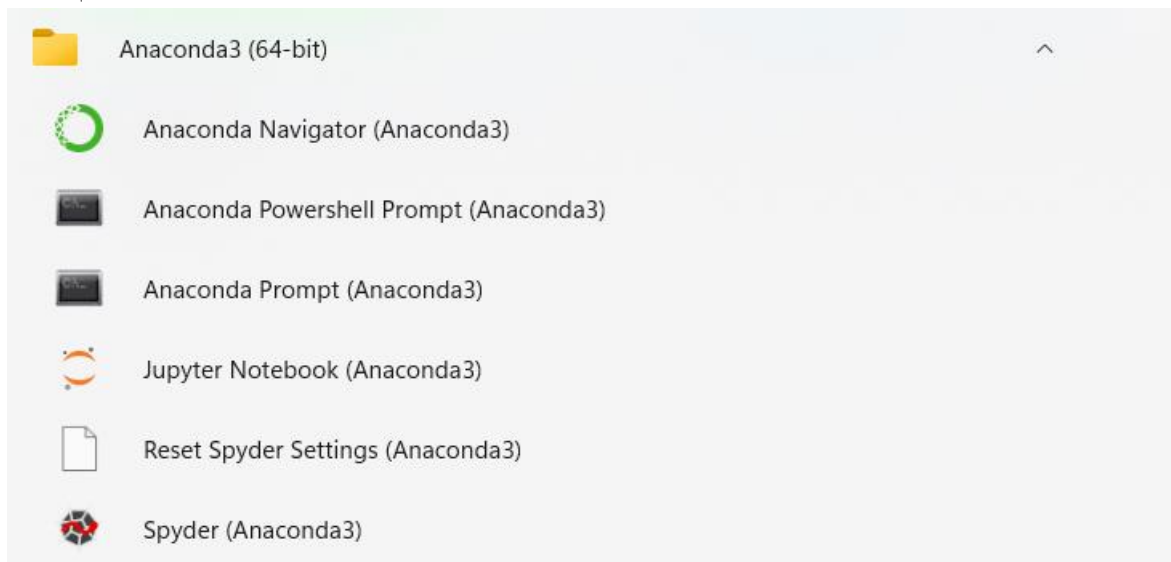 Anaconda3 (64-bit)
Anaconda Navigator (Anaconda3)
Anaconda Powershell Prompt (Anaconda3)
Anaconda Prompt (Anaconda3)
Jupyter Notebook (Anaconda3)
Reset Spyder Settings (Anaconda3)
Spyder (Anaconda3)